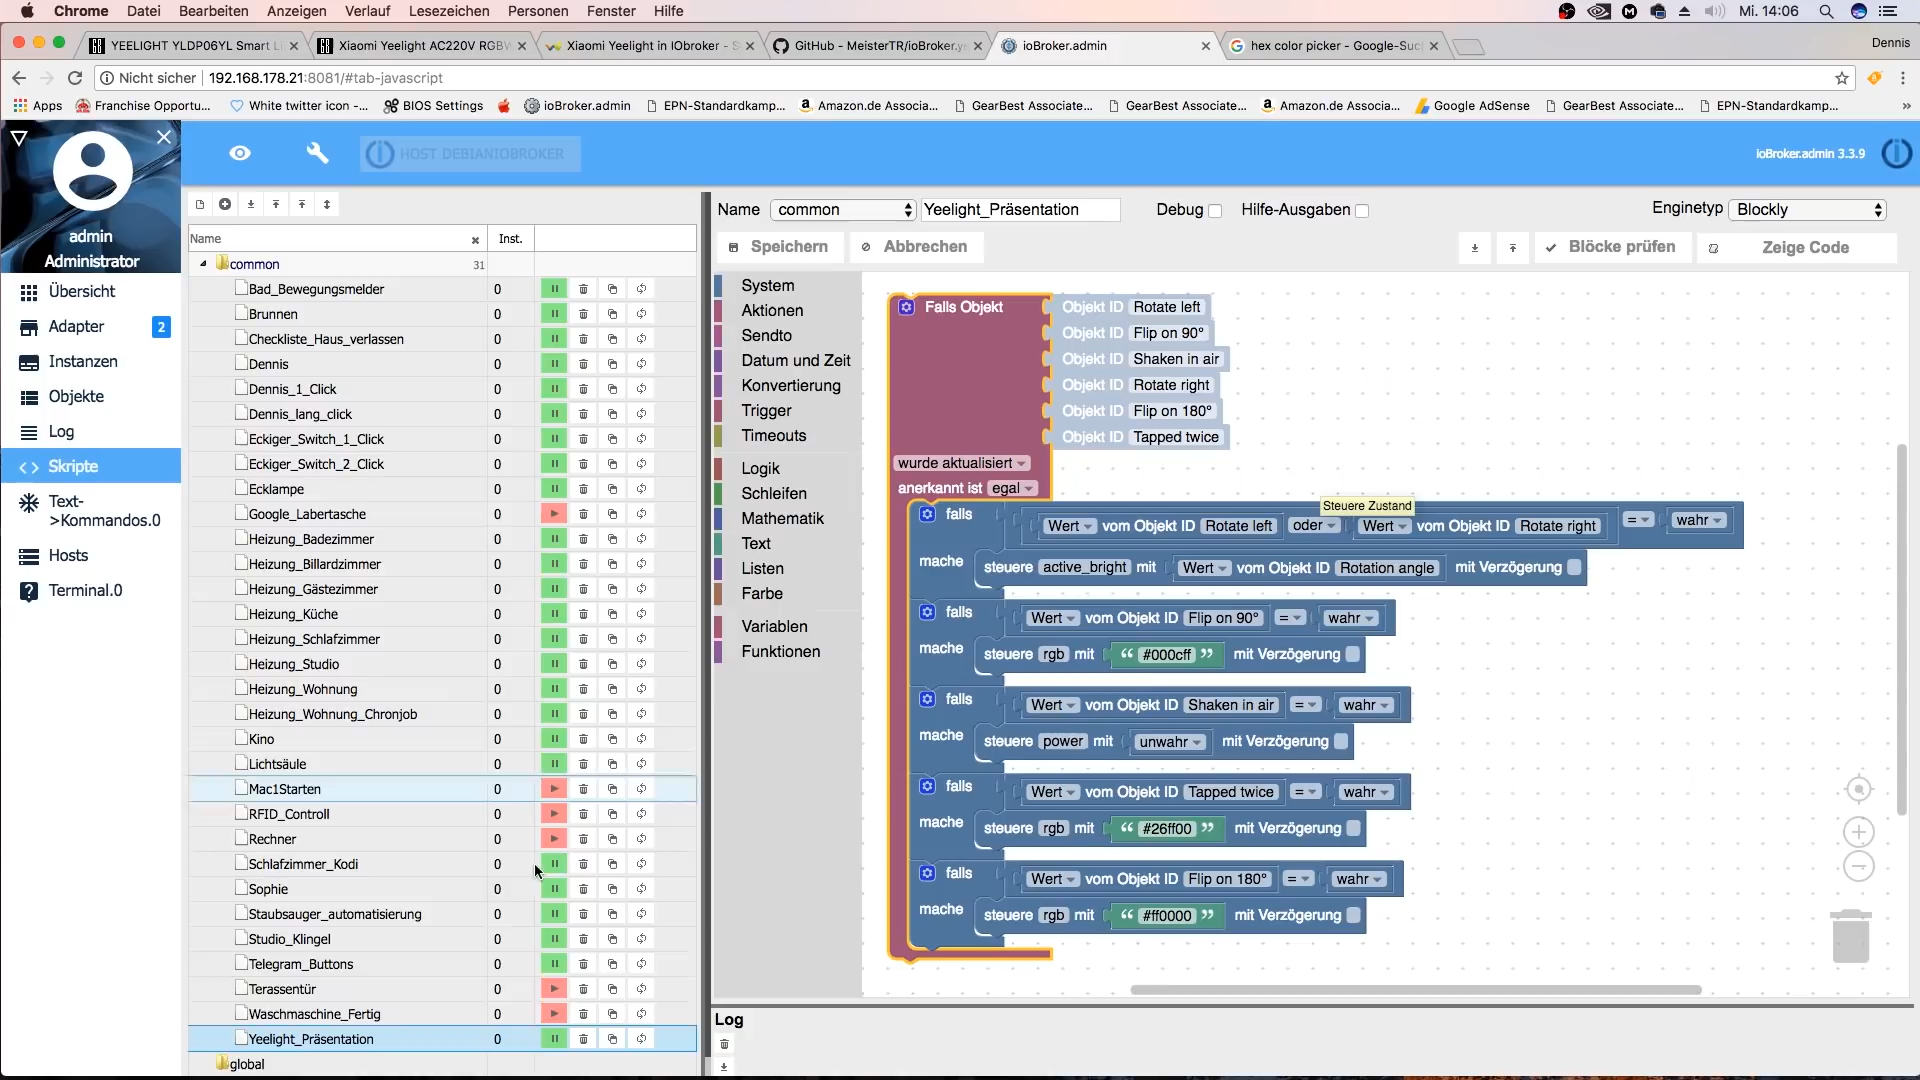 Chrome Datei Bearbeiten Anzeigen Verlauf Lesezeichen Personen Fenster Hilfe Mi. 14:06
YEELIGHT YLDP06YL Smart Li Xiaomi Yeelight AC220V RGBW Xiaomi Yeelight in IObroker - S GitHub - MeisterTR/ioBroker.ye ioBroker.admin hex color picker - Google-Suc Dennis
Nicht sicher 192.168.178.21:8081/#tab-javascript
Apps Franchise Opportu... White twitter icon -... BIOS Settings ioBroker.admin EPN-Standardkamp... Amazon.de Associa... GearBest Associate... GearBest Associate... Amazon.de Associa... Google AdSense GearBest Associate... EPN-Standardkamp... »
HOST DEBIANIOBROKER
ioBroker.admin 3.3.9
admin
Administrator
Übersicht
Adapter 2
Instanzen
Objekte
Log
Skripte
Text-
>Kommandos.0
Hosts
Terminal.0
Name Inst.
common 31
Bad_Bewegungsmelder 0
Brunnen 0
Checkliste_Haus_verlassen 0
Dennis 0
Dennis_1_Click 0
Dennis_lang_click 0
Eckiger_Switch_1_Click 0
Eckiger_Switch_2_Click 0
Ecklampe 0
Google_Labertasche 0
Heizung_Badezimmer 0
Heizung_Billardzimmer 0
Heizung_Gästezimmer 0
Heizung_Küche 0
Heizung_Schlafzimmer 0
Heizung_Studio 0
Heizung_Wohnung 0
Heizung_Wohnung_Chronjob 0
Kino 0
Lichtsäule 0
Mac1Starten 0
RFID_Controll 0
Rechner 0
Schlafzimmer_Kodi 0
Sophie 0
Staubsauger_automatisierung 0
Studio_Klingel 0
Telegram_Buttons 0
Terassentür 0
Waschmaschine_Fertig 0
Yeelight_Präsentation 0
global
Name common Yeelight_Präsentation Debug Hilfe-Ausgaben Enginetyp Blockly
Speichern Abbrechen Blöcke prüfen Zeige Code
System
Aktionen
Sendto
Datum und Zeit
Konvertierung
Trigger
Timeouts
Logik
Schleifen
Mathematik
Text
Listen
Farbe
Variablen
Funktionen
Falls Objekt Objekt ID Rotate left
Objekt ID Flip on 90°
Objekt ID Shaken in air
Objekt ID Rotate right
Objekt ID Flip on 180°
Objekt ID Tapped twice
wurde aktualisiert
anerkannt ist egal
Steuere Zustand
falls Wert vom Objekt ID Rotate left oder Wert vom Objekt ID Rotate right = wahr
mache steuere active_bright mit Wert vom Objekt ID Rotation angle mit Verzögerung
falls Wert vom Objekt ID Flip on 90° = wahr
mache steuere rgb mit “ #000cff ” mit Verzögerung
falls Wert vom Objekt ID Shaken in air = wahr
mache steuere power mit unwahr mit Verzögerung
falls Wert vom Objekt ID Tapped twice = wahr
mache steuere rgb mit “ #26ff00 ” mit Verzögerung
falls Wert vom Objekt ID Flip on 180° = wahr
mache steuere rgb mit “ #ff0000 ” mit Verzögerung
Log